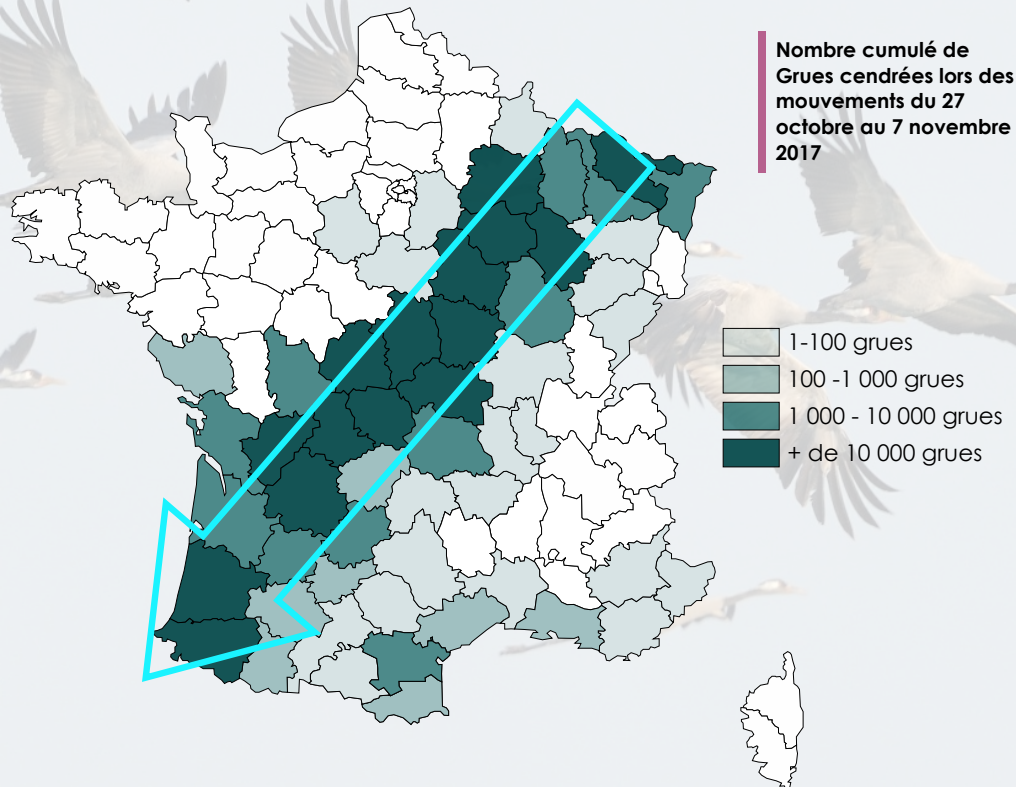 Nombre cumulé de
Grues cendrées lors des
mouvements du 27
octobre au 7 novembre
2017
1-100 grues
100 -1 000 grues
1 000 - 10 000 grues
+ de 10 000 grues